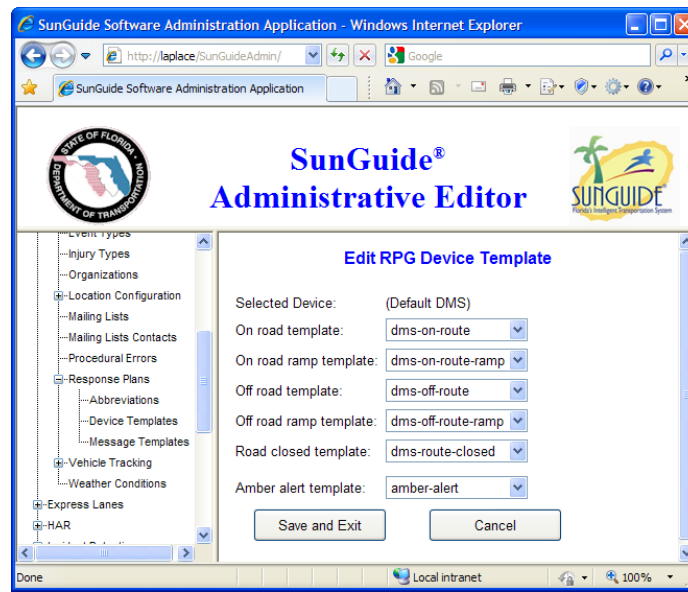 SunGuide Software Administration Application - Windows Internet Explorer
http://laplace/SunGuideAdmin/
Google
SunGuide Software Administration Application
STATE OF FLORIDA
DEPARTMENT OF TRANSPORTATION
SunGuide®
Administrative Editor
SUNGUIDE
Florida's Intelligent Transportation System
Event Types
Injury Types
Organizations
Location Configuration
Mailing Lists
Mailing Lists Contacts
Procedural Errors
Response Plans
Abbreviations
Device Templates
Message Templates
Vehicle Tracking
Weather Conditions
Express Lanes
HAR
Edit RPG Device Template
Selected Device: (Default DMS)
On road template: dms-on-route
On road ramp template: dms-on-route-ramp
Off road template: dms-off-route
Off road ramp template: dms-off-route-ramp
Road closed template: dms-route-closed
Amber alert template: amber-alert
Save and Exit Cancel
Done Local intranet 100%